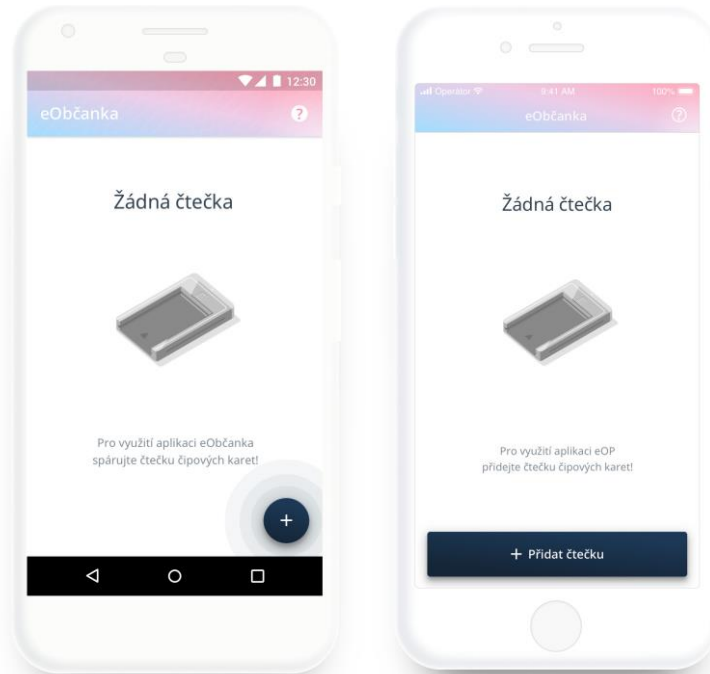 12:30
eObčanka
?
Žádná čtečka
Pro využití aplikaci eObčanka
spárujte čtečku čipových karet!
+
Operator
9:41 AM
100%
eObčanka
?
Žádná čtečka
Pro využití aplikaci eOP
přidejte čtečku čipových karet!
+ Přidat čtečku